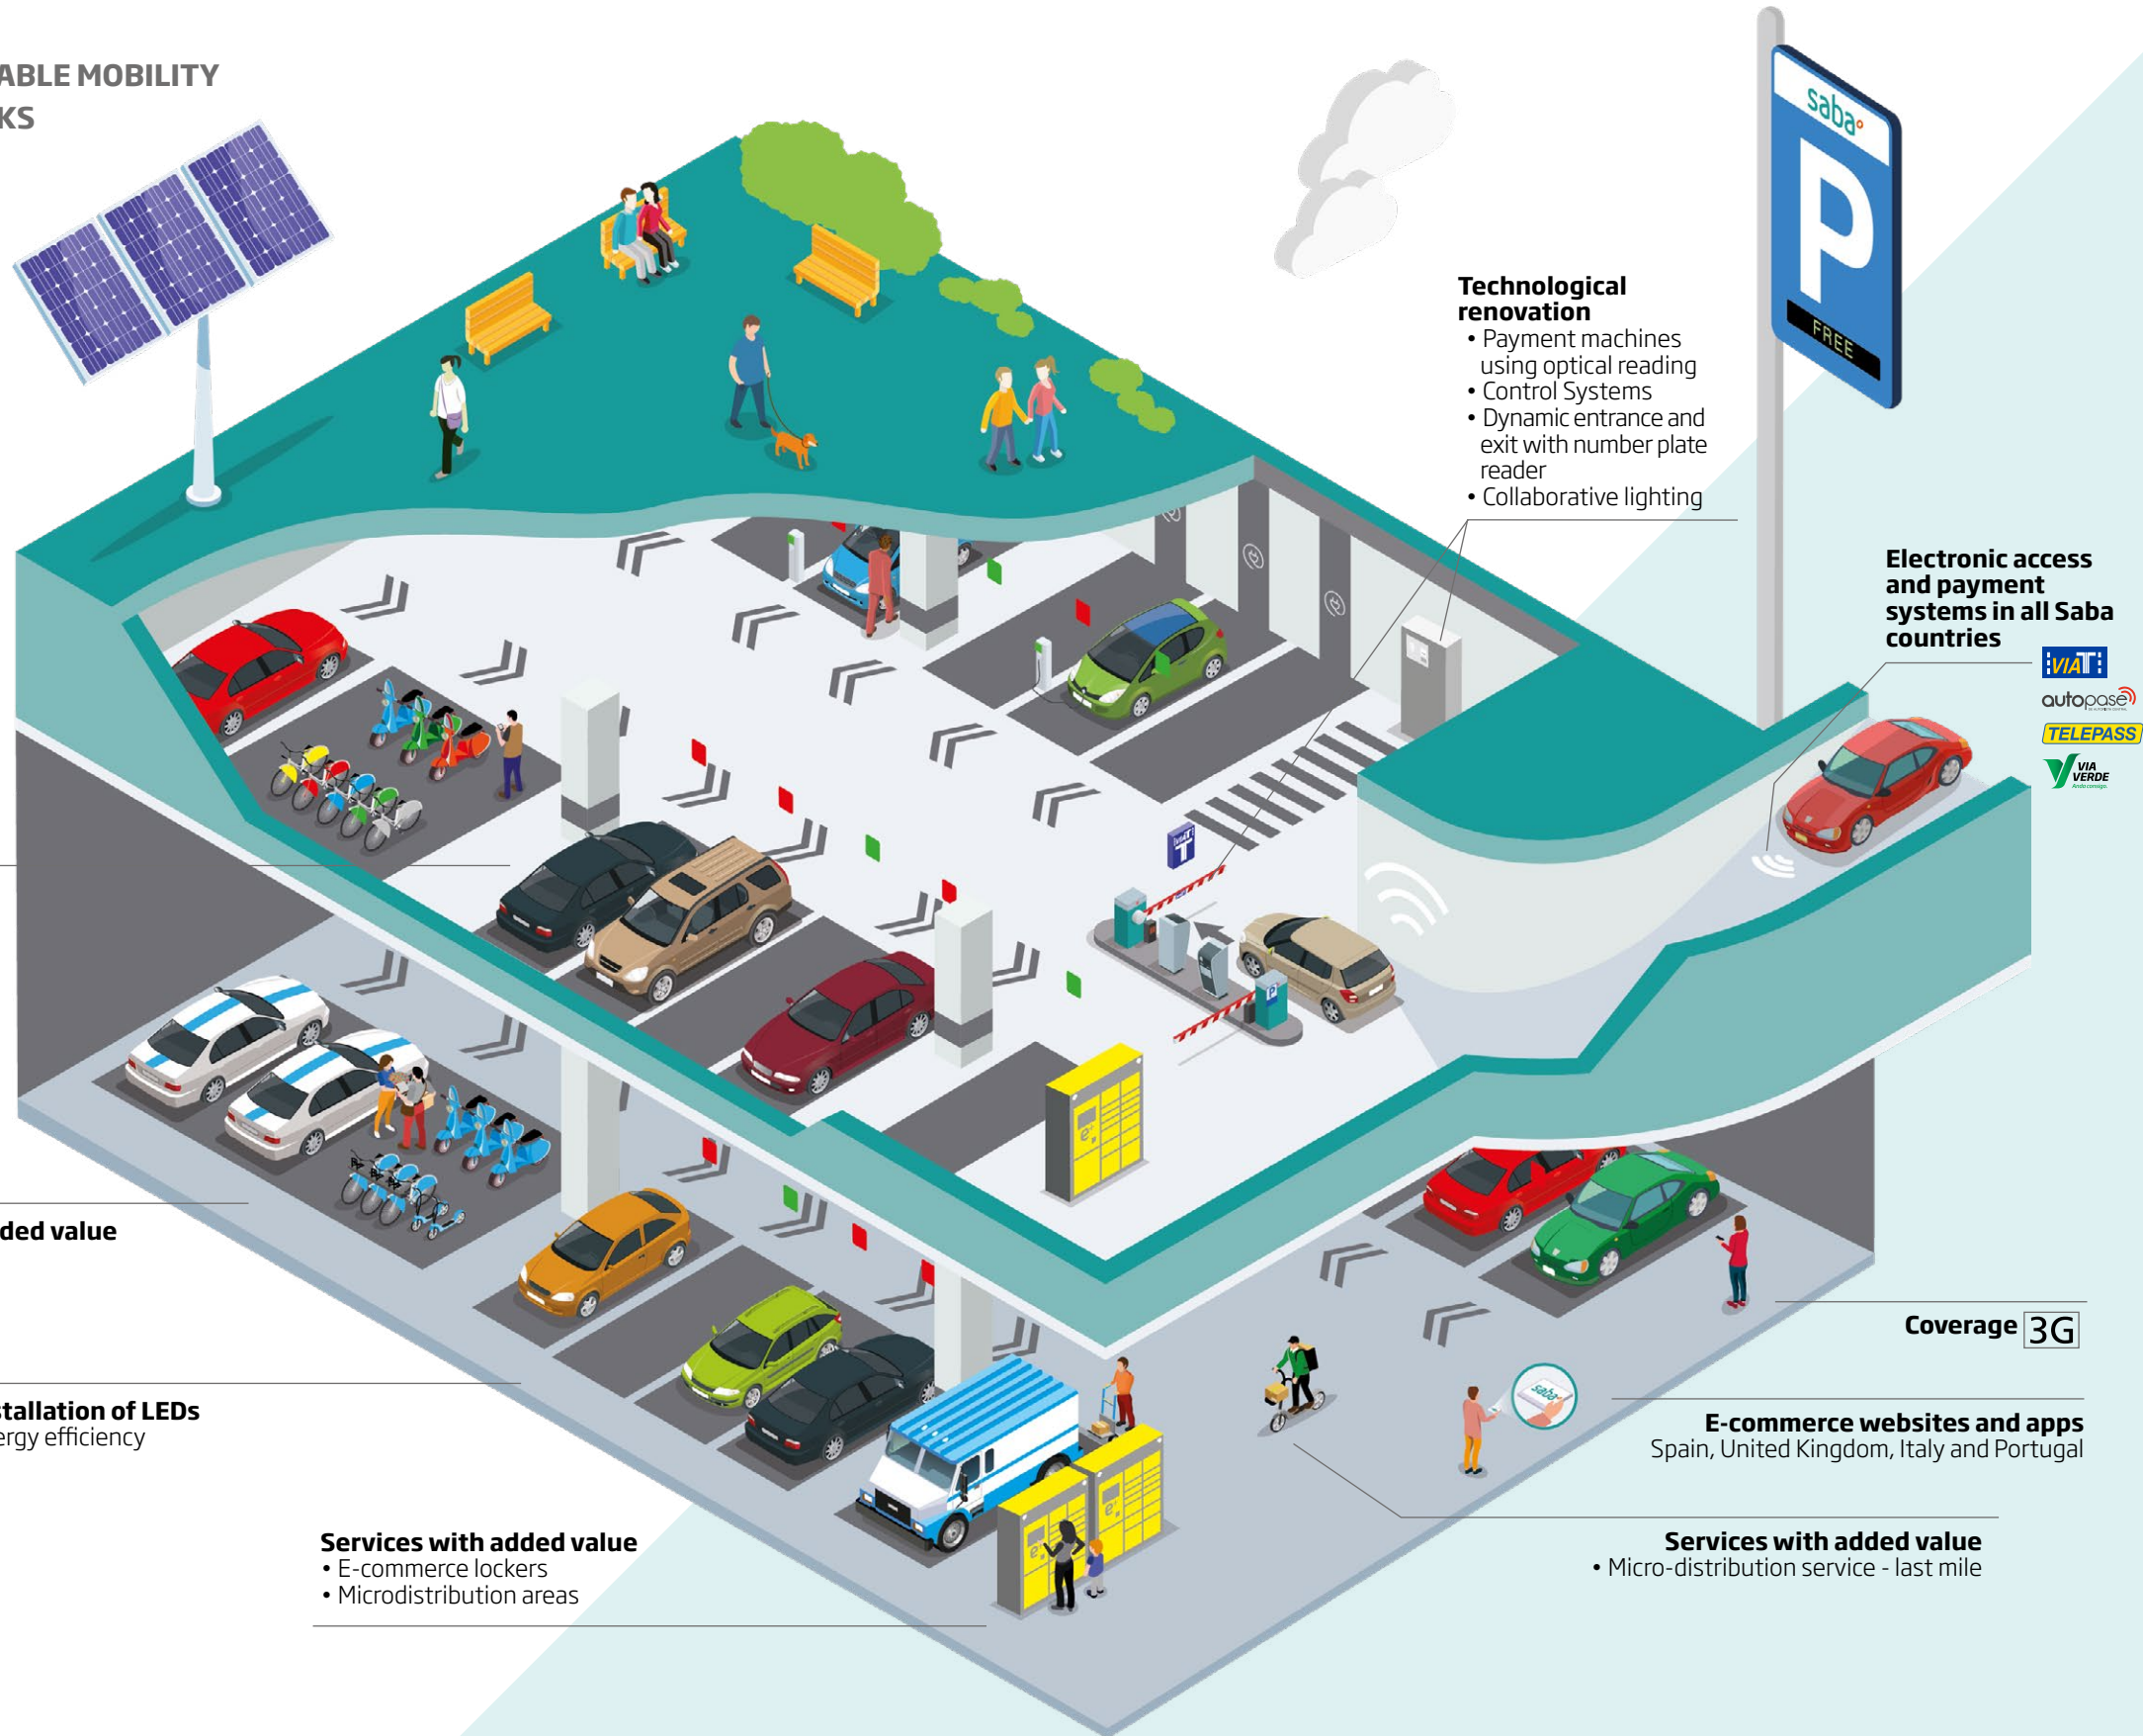 ABLE MOBILITY
KS
saba
P
FREE
Technological
renovation
• Payment machines
using optical reading
• Control Systems
• Dynamic entrance and
exit with number plate
reader
• Collaborative lighting
Electronic access
and payment
systems in all Saba
countries
VIA T
autopase
TELEPASS
VIA
VERDE
T
P
e
ded value
stallation of LEDs
ergy efficiency
Coverage 3G
saba
E-commerce websites and apps
Spain, United Kingdom, Italy and Portugal
Services with added value
• E-commerce lockers
• Microdistribution areas
e
e
Services with added value
• Micro-distribution service - last mile